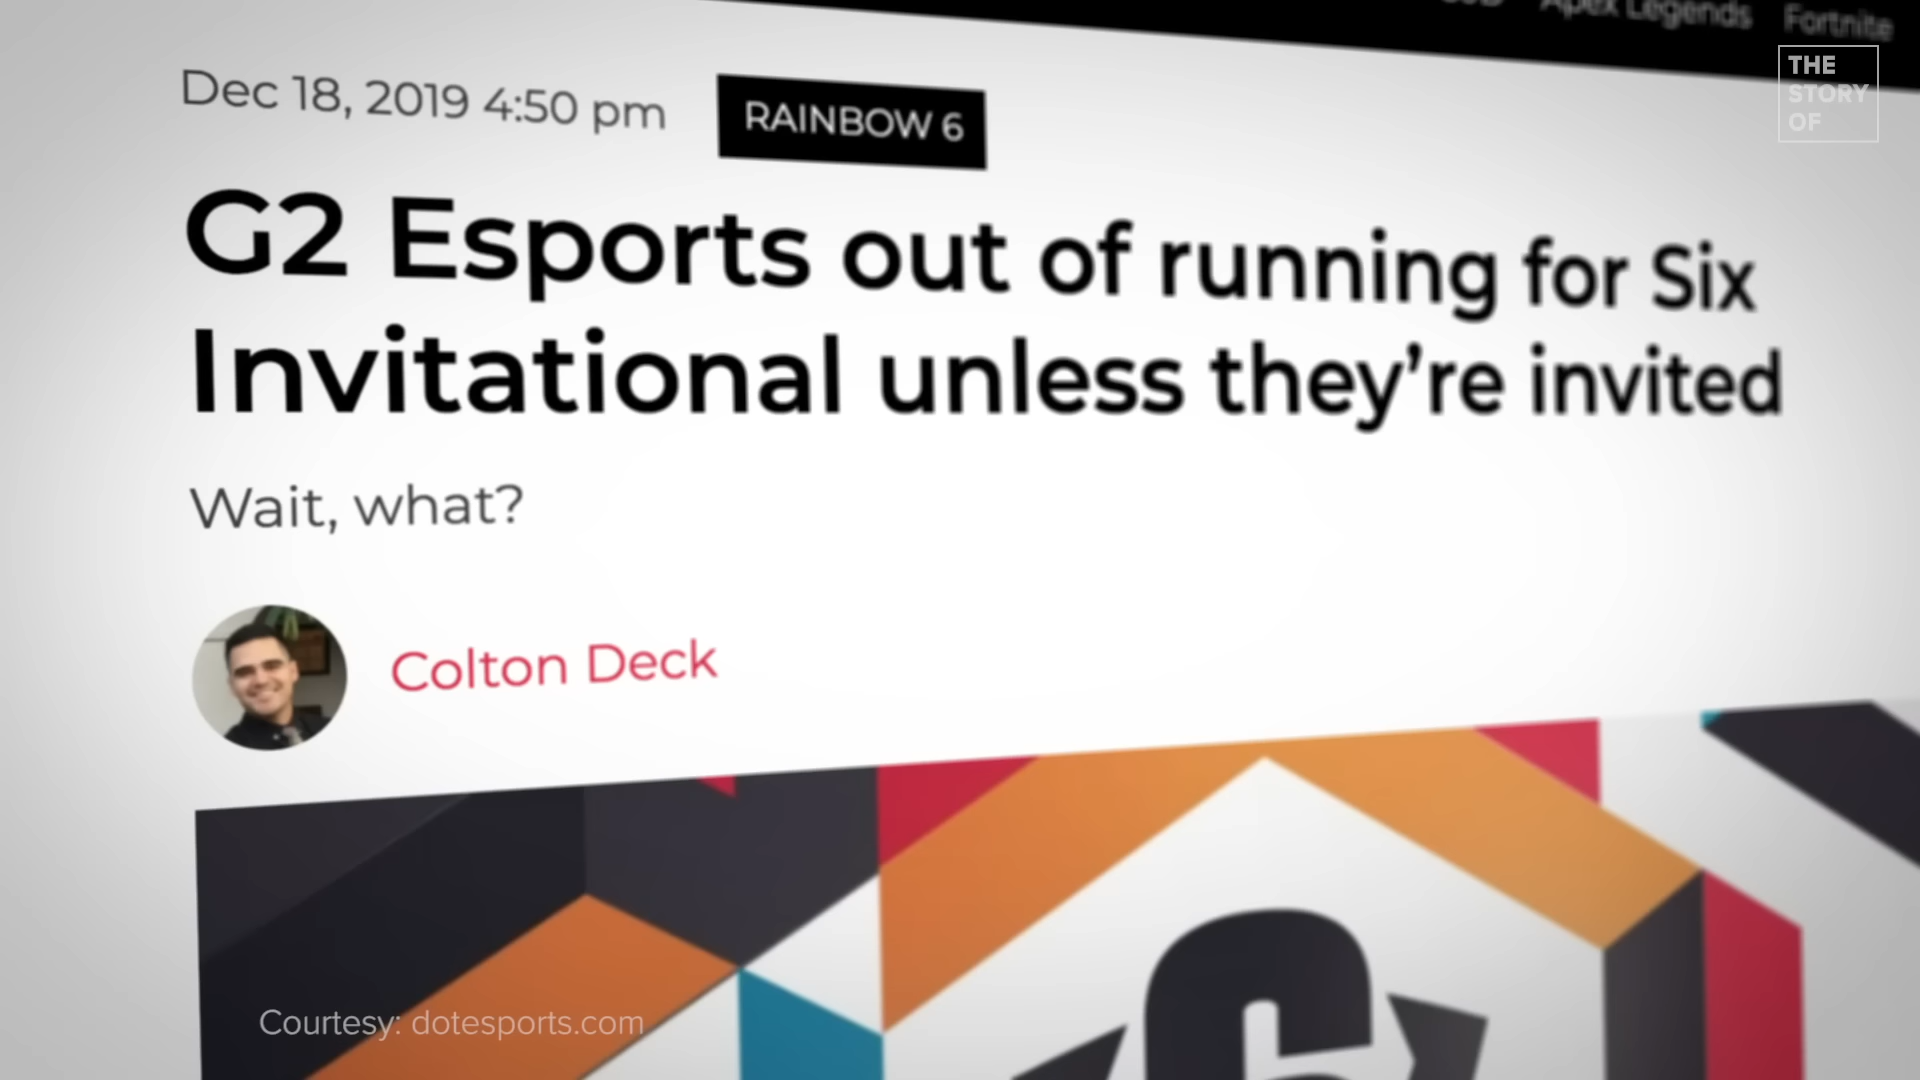 Apex Legends Fortnite
THE
STORY
OF
Dec 18, 2019 4:50 pm RAINBOW 6
G2 Esports out of running for Six
Invitational unless they’re invited
Wait, what?
Colton Deck
6
Courtesy: dotesports.com